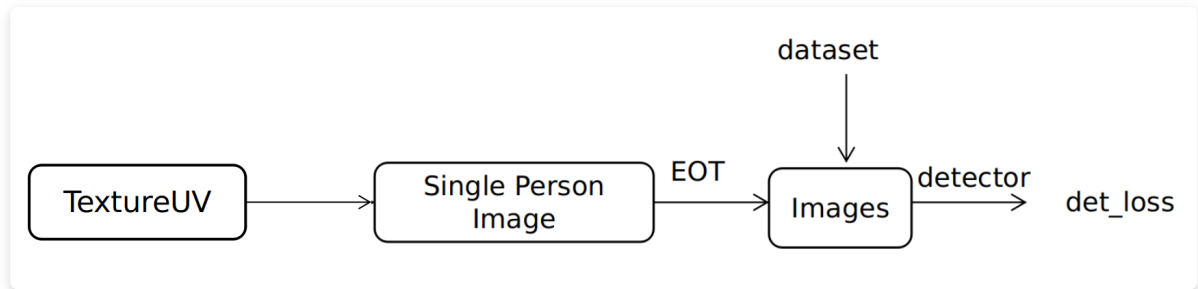 dataset
TextureUV
Single Person
Image
EOT
Images
detector
det_loss